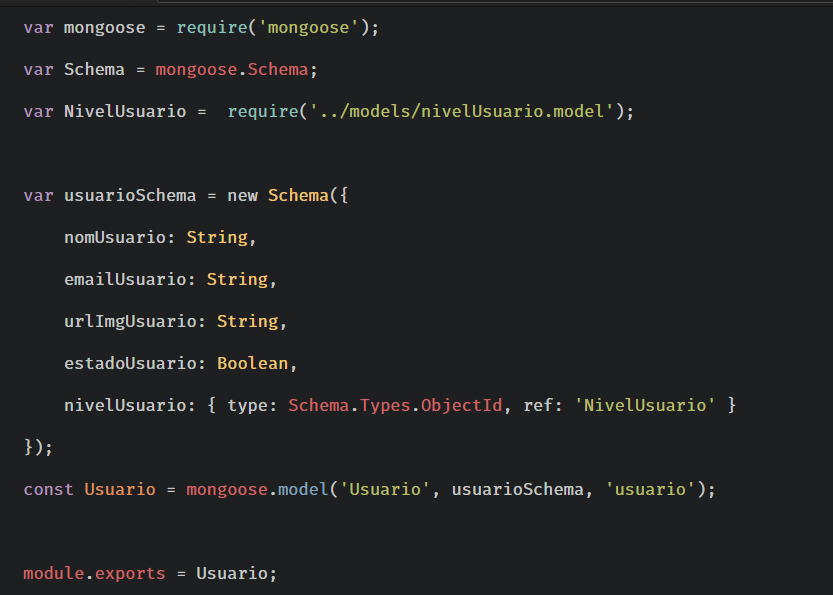 var mongoose = require('mongoose');
var Schema = mongoose.Schema;
var NivelUsuario =  require('../models/nivelUsuario.model');
var usuarioSchema = new Schema({
    nomUsuario: String,
    emailUsuario: String,
    urlImgUsuario: String,
    estadoUsuario: Boolean,
    nivelUsuario: { type: Schema.Types.ObjectId, ref: 'NivelUsuario' }
});
const Usuario = mongoose.model('Usuario', usuarioSchema, 'usuario');
module.exports = Usuario;